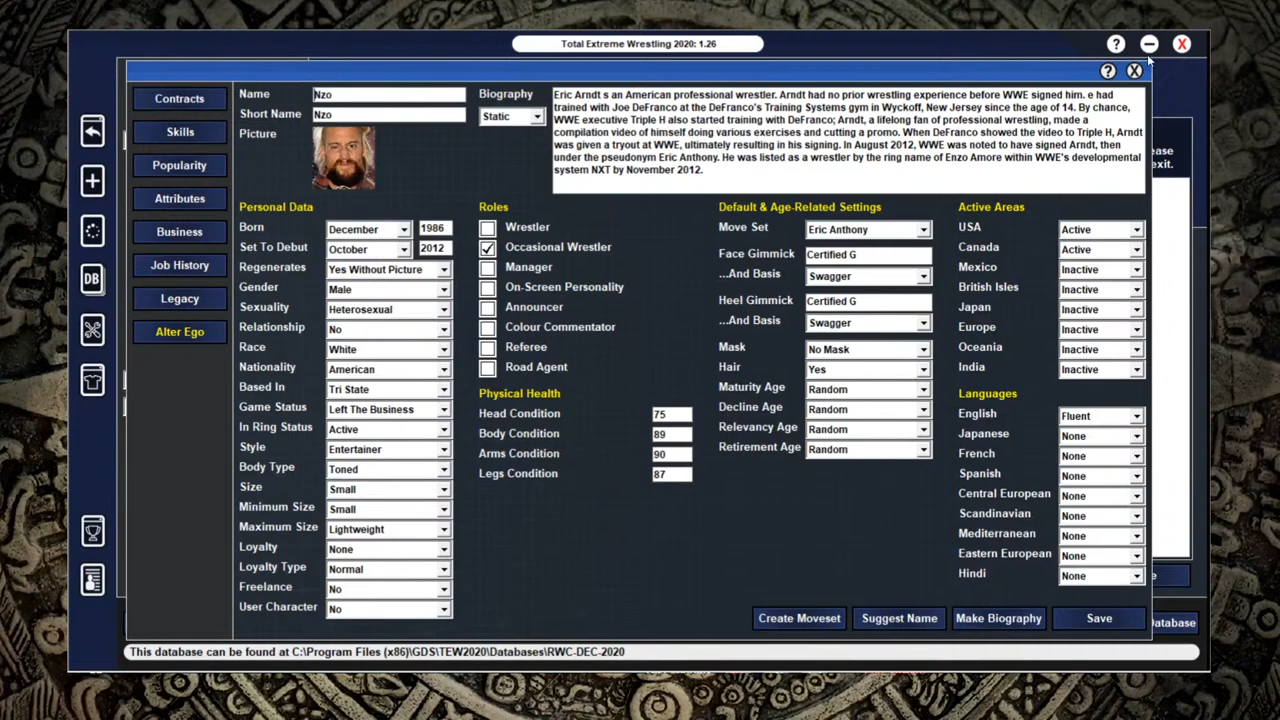 Total Extreme Wrestling 2020: 1.26
?
X
?
X
Contracts
Skills
Popularity
Attributes
Business
Job History
Legacy
Alter Ego
DB
Name
Nzo
Short Name
Nzo
Picture
Biography
Static
Eric Arndt s an American professional wrestler. Arndt had no prior wrestling experience before WWE signed him. e had
trained with Joe DeFranco at the DeFranco's Training Systems gym in Wyckoff, New Jersey since the age of 14. By chance,
WWE executive Triple H also started training with DeFranco; Arndt, a lifelong fan of professional wrestling, made a
compilation video of himself doing various exercises and cutting a promo. When DeFranco showed the video to Triple H, Arndt
was given a tryout at WWE, ultimately resulting in his signing. In August 2012, WWE was noted to have signed Arndt, then
under the pseudonym Eric Anthony. He was listed as a wrestler by the ring name of Enzo Amore within WWE's developmental
system NXT by November 2012.
Personal Data
Born December 1986
Set To Debut October 2012
Regenerates Yes Without Picture
Gender Male
Sexuality Heterosexual
Relationship No
Race White
Nationality American
Based In Tri State
Game Status Left The Business
In Ring Status Active
Style Entertainer
Body Type Toned
Size Small
Minimum Size Small
Maximum Size Lightweight
Loyalty None
Loyalty Type Normal
Freelance No
User Character No
Roles
Wrestler
Occasional Wrestler
Manager
On-Screen Personality
Announcer
Colour Commentator
Referee
Road Agent
Physical Health
Head Condition 75
Body Condition 89
Arms Condition 90
Legs Condition 87
Default & Age-Related Settings
Move Set Eric Anthony
Face Gimmick Certified G
...And Basis Swagger
Heel Gimmick Certified G
...And Basis Swagger
Mask No Mask
Hair Yes
Maturity Age Random
Decline Age Random
Relevancy Age Random
Retirement Age Random
Active Areas
USA Active
Canada Active
Mexico Inactive
British Isles Inactive
Japan Inactive
Europe Inactive
Oceania Inactive
India Inactive
Languages
English Fluent
Japanese None
French None
Spanish None
Central European None
Scandinavian None
Mediterranean None
Eastern European None
Hindi None
ease
exit.
e
atabase
Create Moveset
Suggest Name
Make Biography
Save
This database can be found at C:\Program Files (x86)\GDS\TEW2020\Databases\RWC-DEC-2020